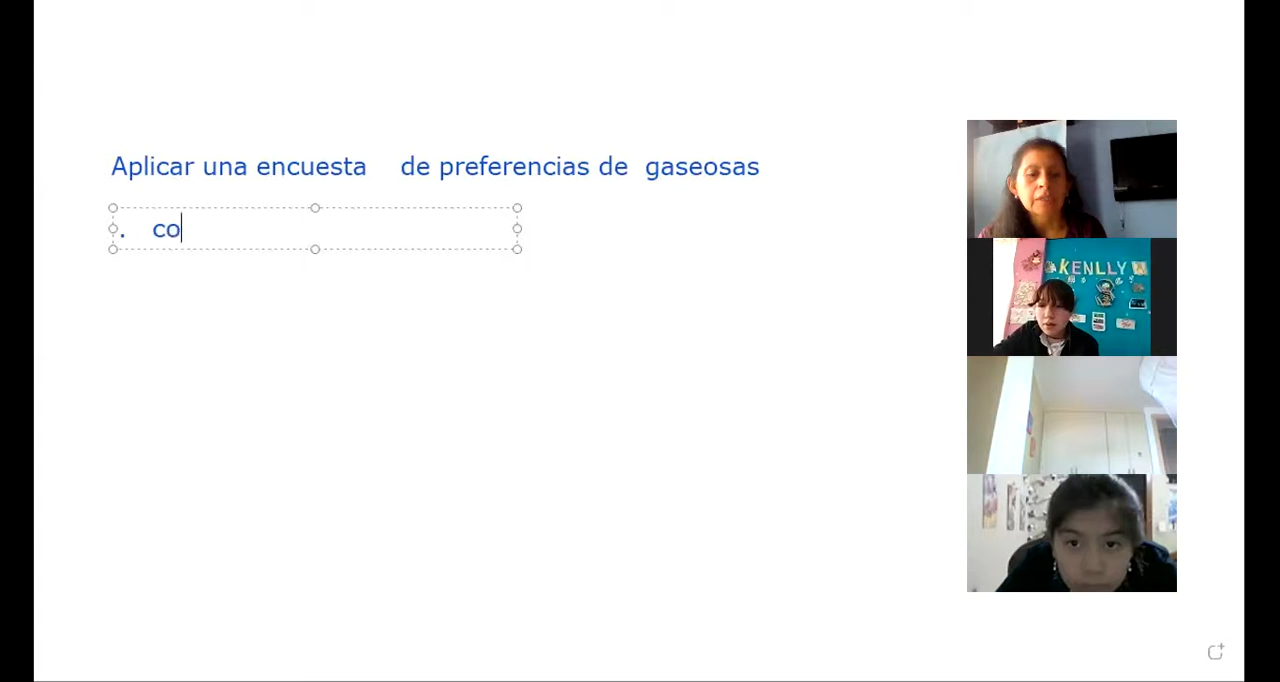 Aplicar una encuesta de preferencias de gaseosas
. co
KENLLY